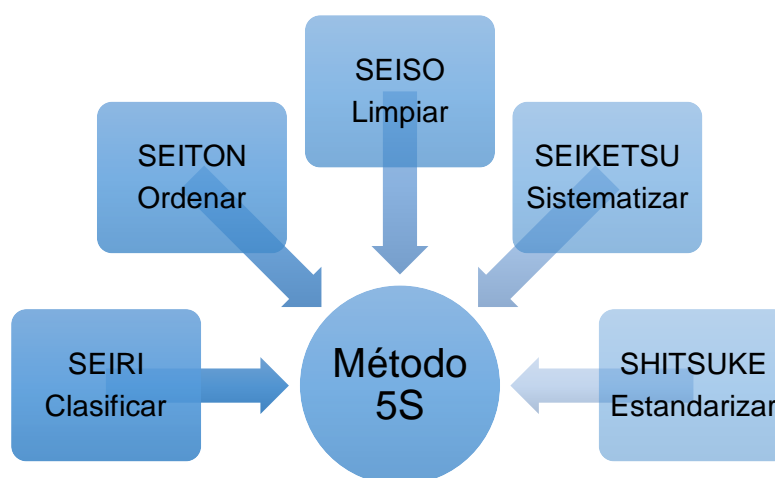 SEISO
Limpiar
SEITON
Ordenar
SEIKETSU
Sistematizar
SEIRI
Clasificar
Método
5S
SHITSUKE
Estandarizar